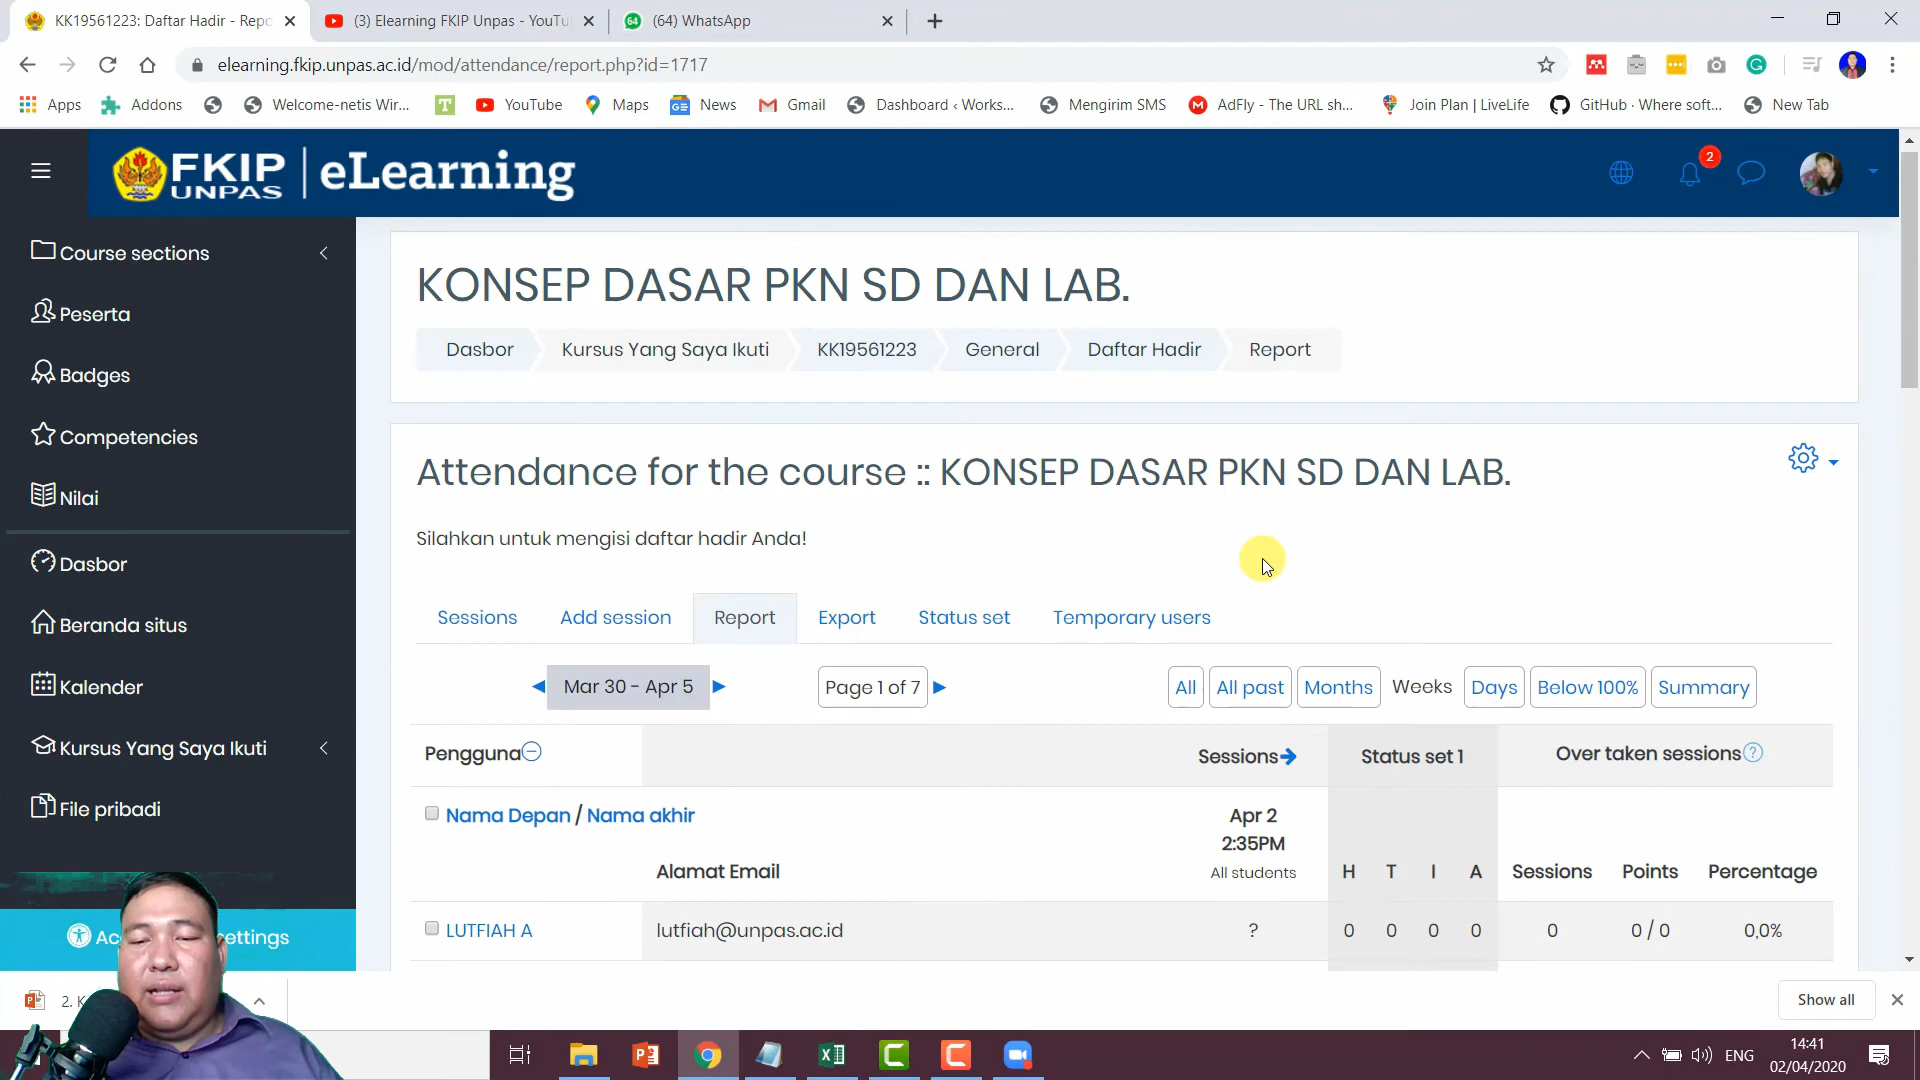 KK19561223: Daftar Hadir - Repo
(3) Elearning FKIP Unpas - YouTu
64 (64) WhatsApp
elearning.fkip.unpas.ac.id/mod/attendance/report.php?id=1717
Apps Addons Welcome-netis Wir... T YouTube Maps News Gmail Dashboard ‹ Works... Mengirim SMS AdFly - The URL sh... Join Plan | LiveLife GitHub · Where soft... New Tab
FKIP UNPAS | eLearning
2
Course sections
Peserta
Badges
Competencies
Nilai
Dasbor
Beranda situs
Kalender
Kursus Yang Saya Ikuti
File pribadi
KONSEP DASAR PKN SD DAN LAB.
Dasbor Kursus Yang Saya Ikuti KK19561223 General Daftar Hadir Report
Attendance for the course :: KONSEP DASAR PKN SD DAN LAB.
Silahkan untuk mengisi daftar hadir Anda!
Sessions Add session Report Export Status set Temporary users
◄ Mar 30 - Apr 5 ► Page 1 of 7 ► All All past Months Weeks Days Below 100% Summary
Pengguna Sessions Status set 1 Over taken sessions
Nama Depan / Nama akhir Apr 2
2:35PM
Alamat Email All students H T I A Sessions Points Percentage
LUTFIAH A lutfiah@unpas.ac.id ? 0 0 0 0 0 0 / 0 0,0%
ettings
2. K
Show all
ENG
14:41
02/04/2020